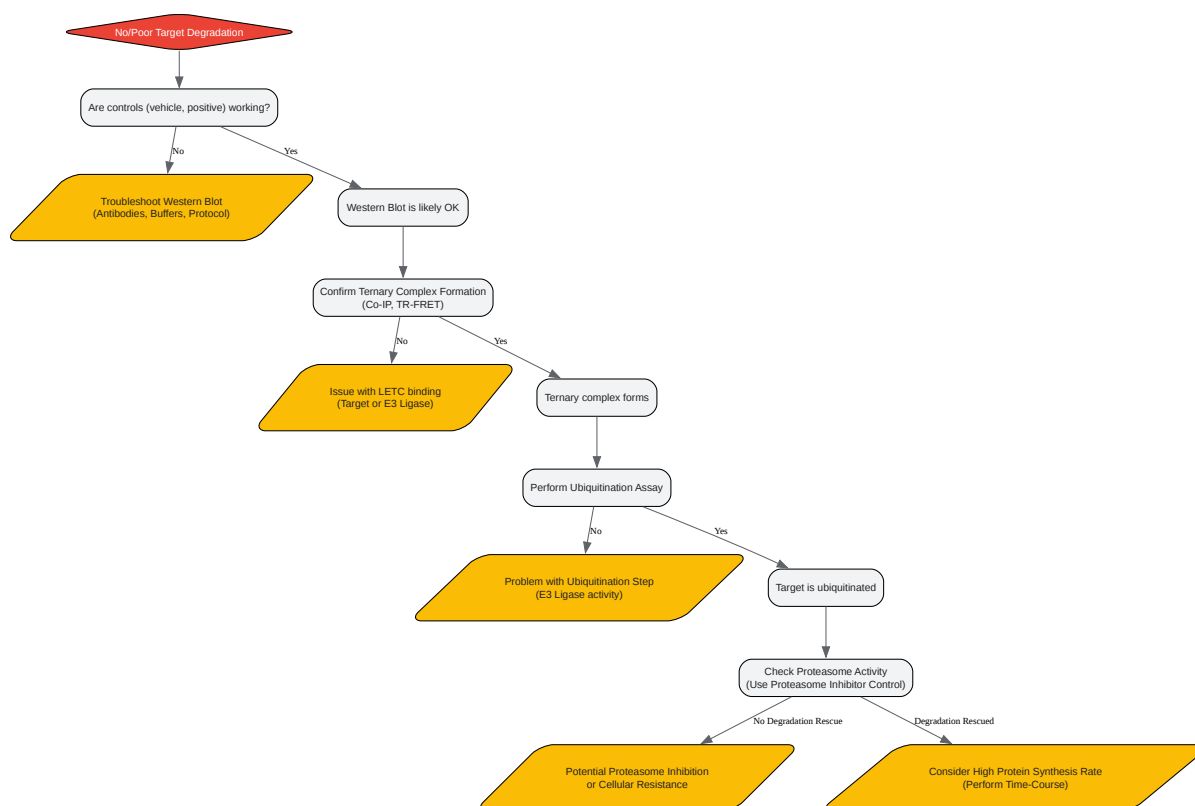 No/Poor Target Degradation
Are controls (vehicle, positive) working?
No
Yes
Troubleshoot Western Blot
(Antibodies, Buffers, Protocol)
Western Blot is likely OK
Confirm Ternary Complex Formation
(Co-IP, TR-FRET)
No
Yes
Issue with LETC binding
(Target or E3 Ligase)
Ternary complex forms
Perform Ubiquitination Assay
No
Yes
Problem with Ubiquitination Step
(E3 Ligase activity)
Target is ubiquitinated
Check Proteasome Activity
(Use Proteasome Inhibitor Control)
No Degradation Rescue
Degradation Rescued
Potential Proteasome Inhibition
or Cellular Resistance
Consider High Protein Synthesis Rate
(Perform Time-Course)